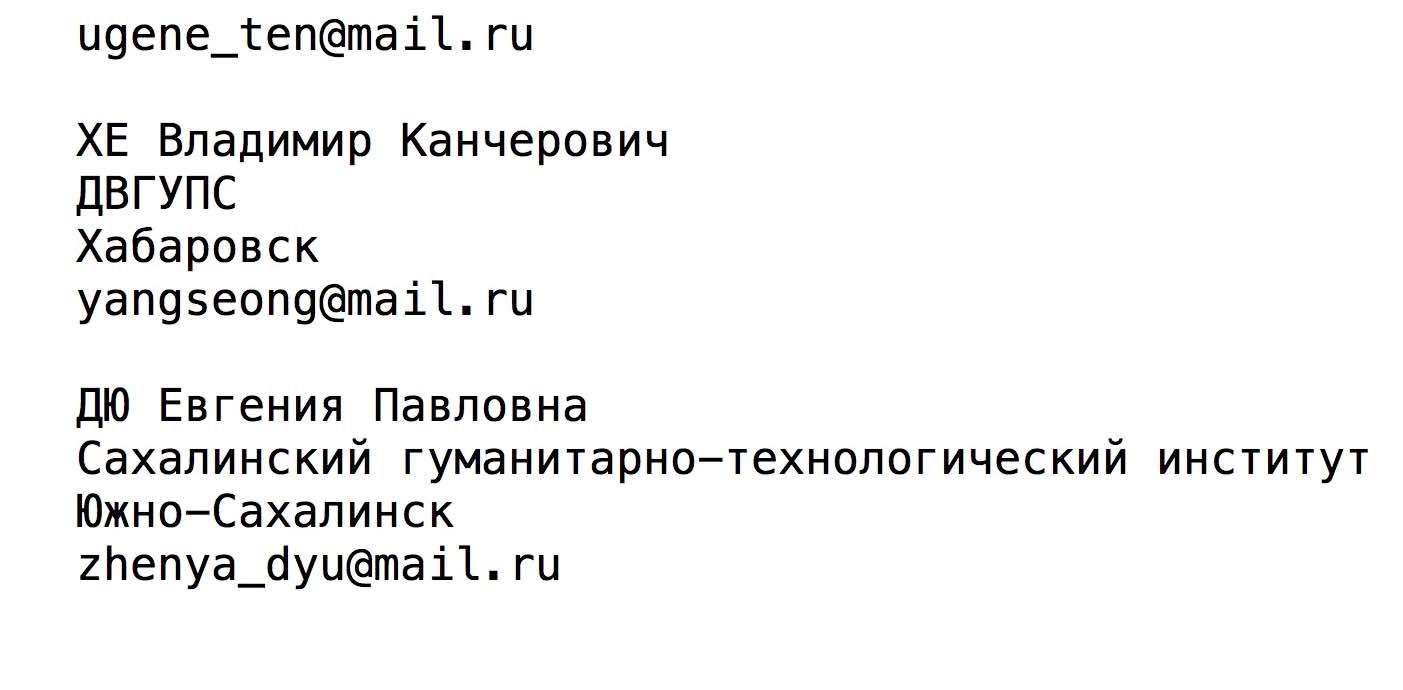 ugene_ten@mail.ru
ХЕ Владимир Канчерович
ДВГУПС
Хабаровск
yangseong@mail.ru
ДЮ Евгения Павловна
Сахалинский гуманитарно-технологический институт
Южно-Сахалинск
zhenya_dyu@mail.ru